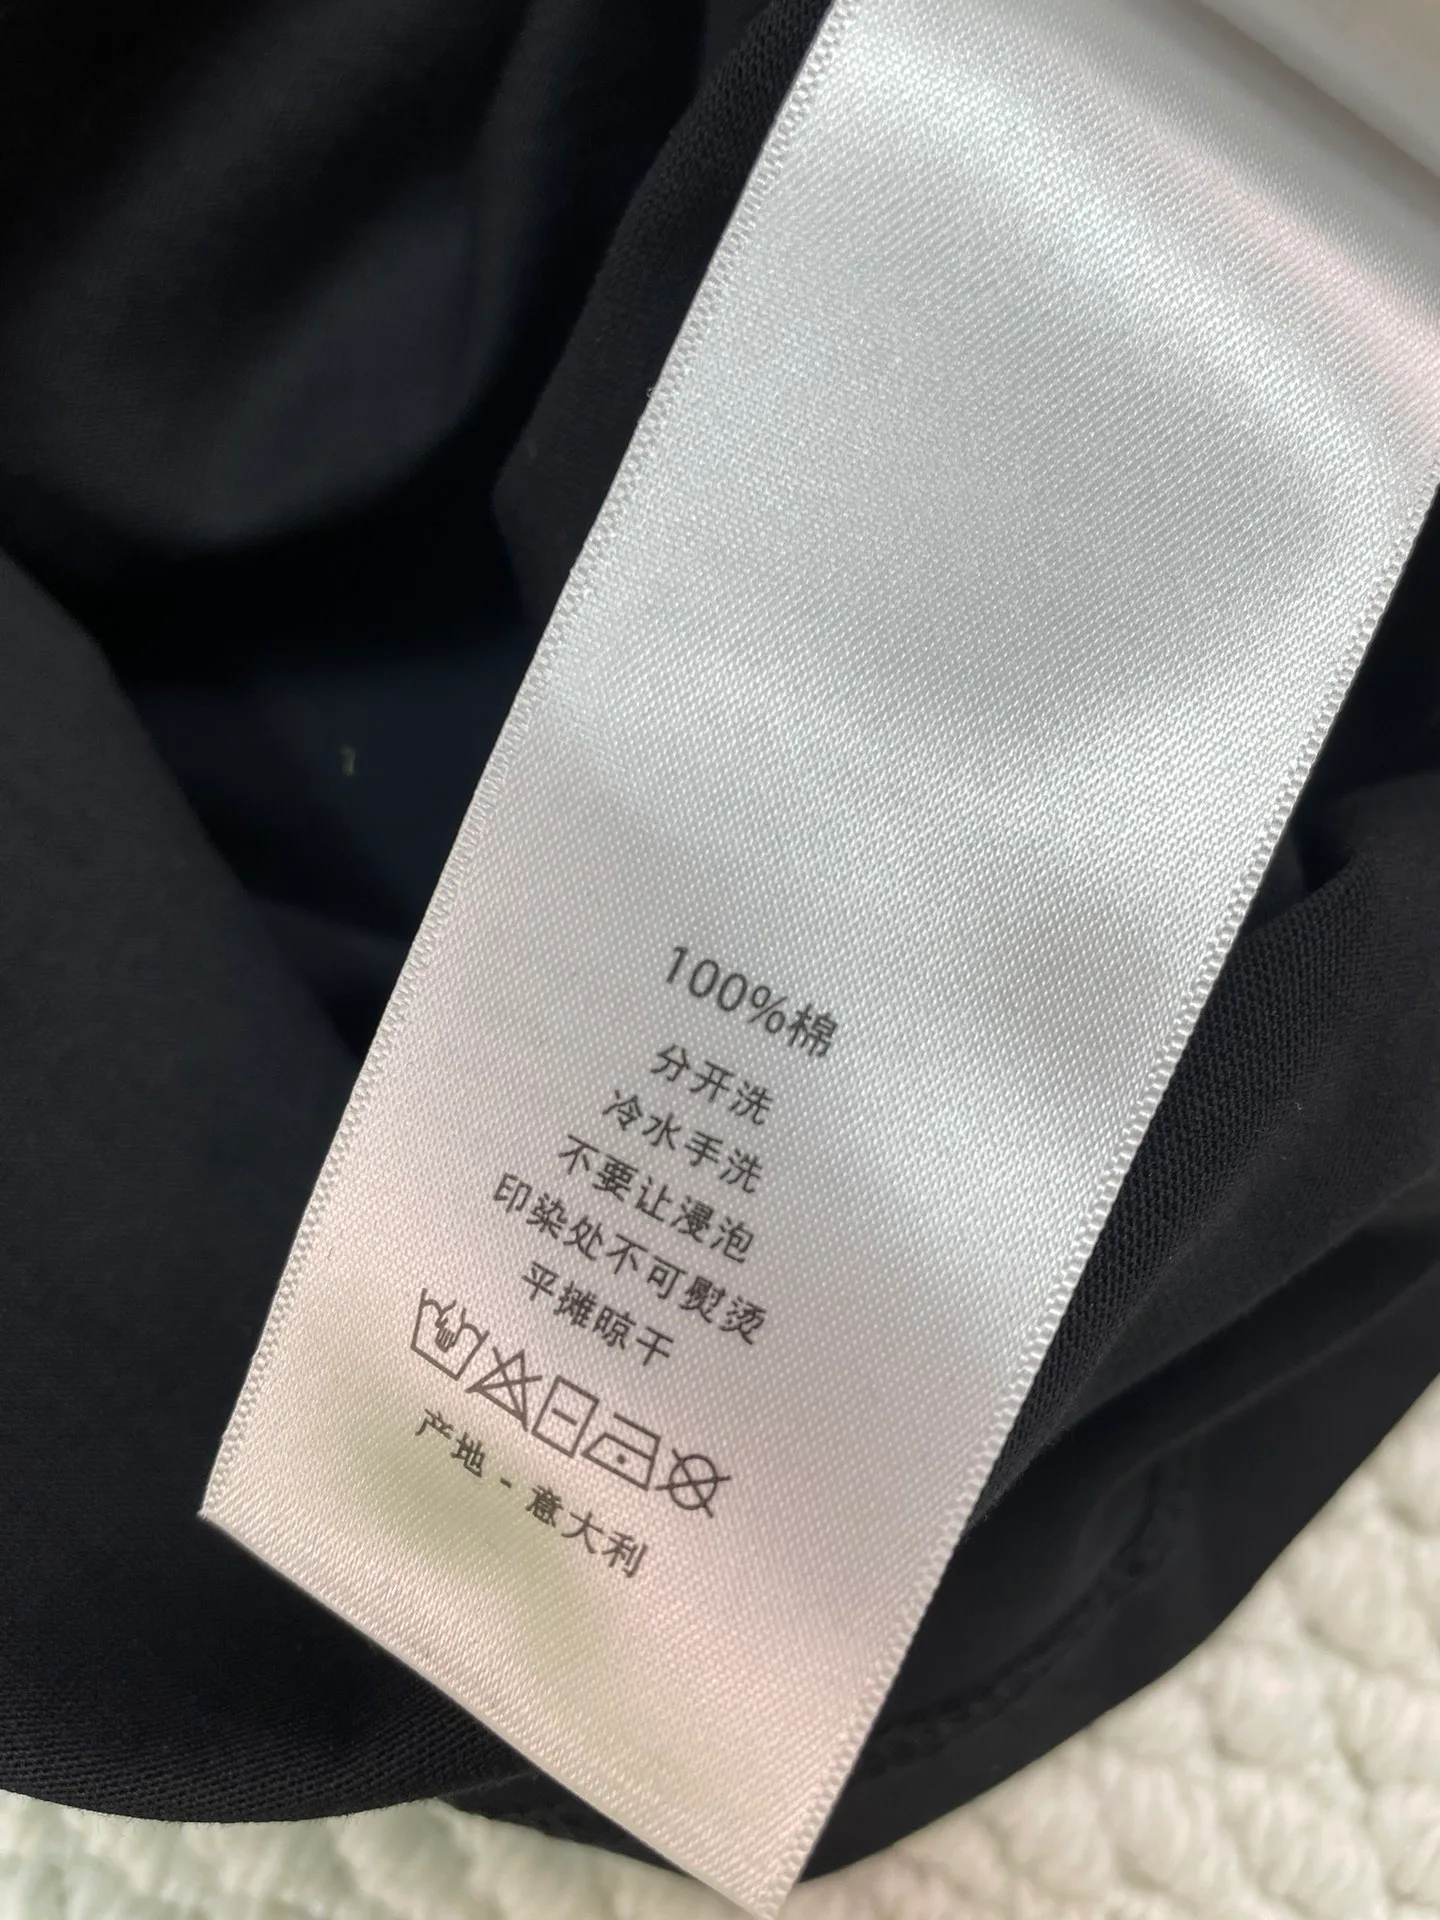 100%棉
分开洗
冷水手洗
不要让浸泡
印染处不可熨烫
平摊晾干
产地 - 意大利